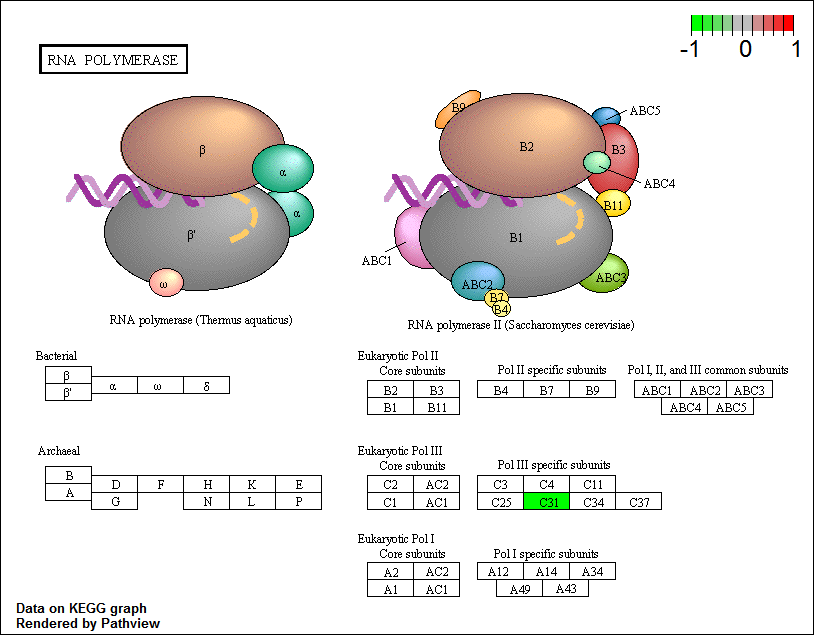 -1 0 1
RNA POLYMERASE
β
α
α
β'
ω
RNA polymerase (Thermus aquaticus)
B9
B2
ABC5
B3
ABC4
B11
B1
ABC1
ABC2
ABC3
B7
B4
RNA polymerase II (Saccharomyces cerevisiae)
Bacterial
β
β' α ω δ
Eukaryotic Pol II
Core subunits
B2 B3
B1 B11
Pol II specific subunits
B4 B7 B9
Pol I, II, and III common subunits
ABC1 ABC2 ABC3
ABC4 ABC5
Archaeal
B
A
D F H K E
G N L P
Eukaryotic Pol III
Core subunits
C2 AC2
C1 AC1
Pol III specific subunits
C3 C4 C11
C25 C31 C34 C37
Eukaryotic Pol I
Core subunits
A2 AC2
A1 AC1
Pol I specific subunits
A12 A14 A34
A49 A43
Data on KEGG graph
Rendered by Pathview